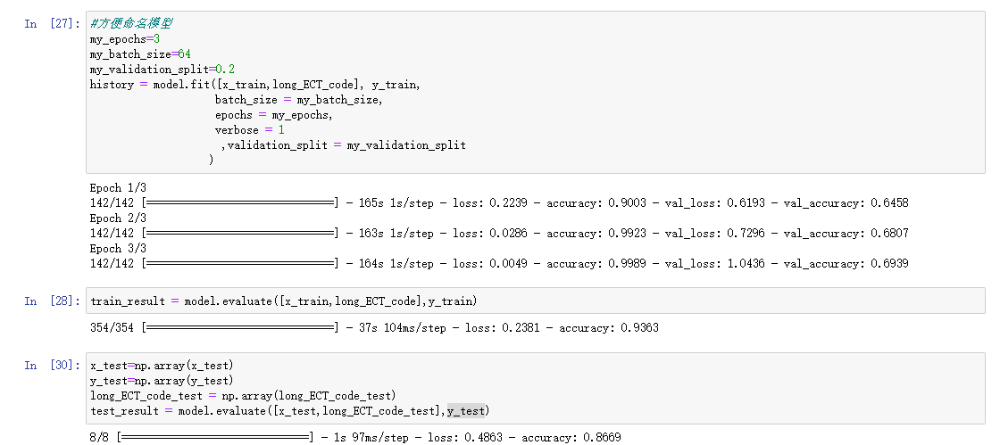 In [27]: #方便命名模型
my_epochs=3
my_batch_size=64
my_validation_split=0.2
history = model.fit([x_train,long_ECT_code], y_train,
batch_size = my_batch_size,
epochs = my_epochs,
verbose = 1
,validation_split = my_validation_split
)
Epoch 1/3
142/142 [==============================] - 165s 1s/step - loss: 0.2239 - accuracy: 0.9003 - val_loss: 0.6193 - val_accuracy: 0.6458
Epoch 2/3
142/142 [==============================] - 163s 1s/step - loss: 0.0286 - accuracy: 0.9923 - val_loss: 0.7296 - val_accuracy: 0.6807
Epoch 3/3
142/142 [==============================] - 164s 1s/step - loss: 0.0049 - accuracy: 0.9989 - val_loss: 1.0436 - val_accuracy: 0.6939
In [28]: train_result = model.evaluate([x_train,long_ECT_code],y_train)
354/354 [==============================] - 37s 104ms/step - loss: 0.2381 - accuracy: 0.9363
In [30]: x_test=np.array(x_test)
y_test=np.array(y_test)
long_ECT_code_test = np.array(long_ECT_code_test)
test_result = model.evaluate([x_test,long_ECT_code_test],y_test)
8/8 [==============================] - 1s 97ms/step - loss: 0.4863 - accuracy: 0.8669